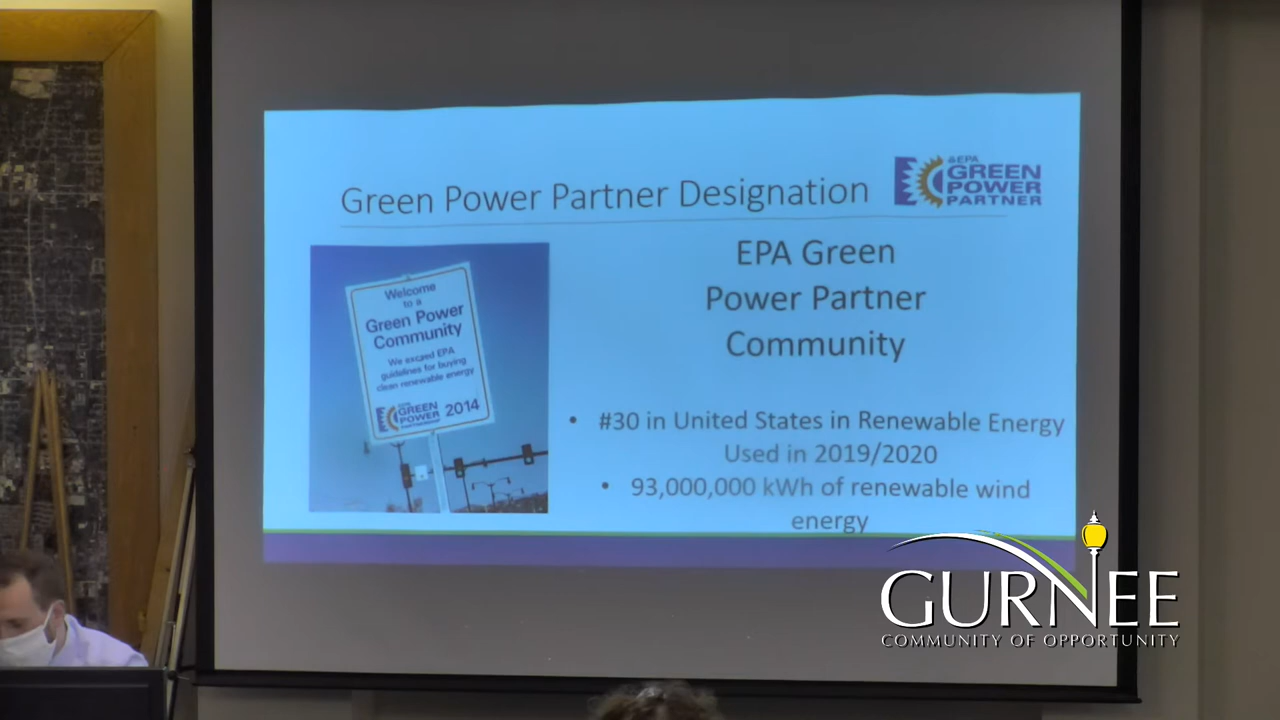 Green Power Partner Designation
EPA
GREEN
POWER
PARTNER
Welcome
to a
Green Power
Community
We exceed EPA
guidelines for buying
clean renewable energy
EPA
GREEN
POWER
PARTNERSHIP
2014
EPA Green
Power Partner
Community
• #30 in United States in Renewable Energy
Used in 2019/2020
• 93,000,000 kWh of renewable wind
energy
GURNEE
COMMUNITY OF OPPORTUNITY